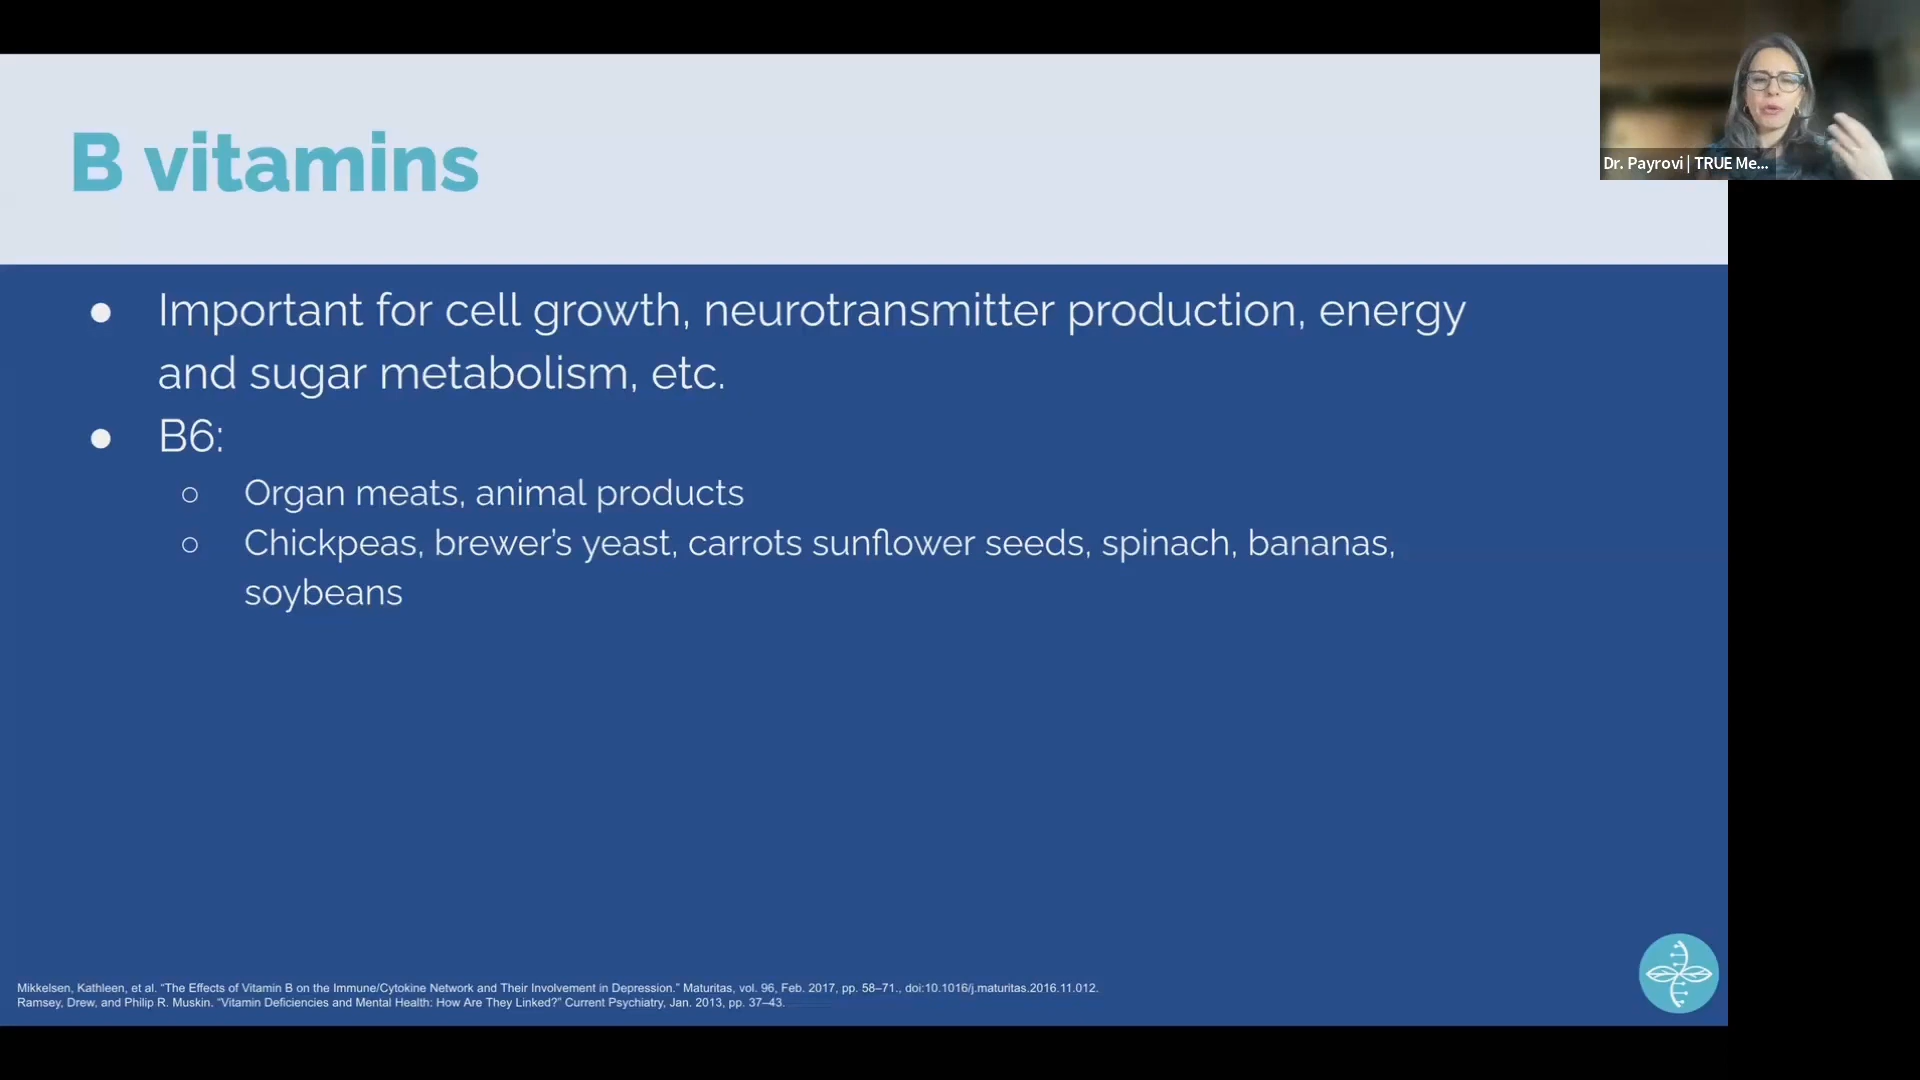 B vitamins
Dr. Payrovi | TRUE Me...
● Important for cell growth, neurotransmitter production, energy
and sugar metabolism, etc.
● B6:
○ Organ meats, animal products
○ Chickpeas, brewer’s yeast, carrots sunflower seeds, spinach, bananas,
soybeans
Mikkelsen, Kathleen, et al. “The Effects of Vitamin B on the Immune/Cytokine Network and Their Involvement in Depression.” Maturitas, vol. 96, Feb. 2017, pp. 58–71., doi:10.1016/j.maturitas.2016.11.012.
Ramsey, Drew, and Philip R. Muskin. “Vitamin Deficiencies and Mental Health: How Are They Linked?” Current Psychiatry, Jan. 2013, pp. 37–43.